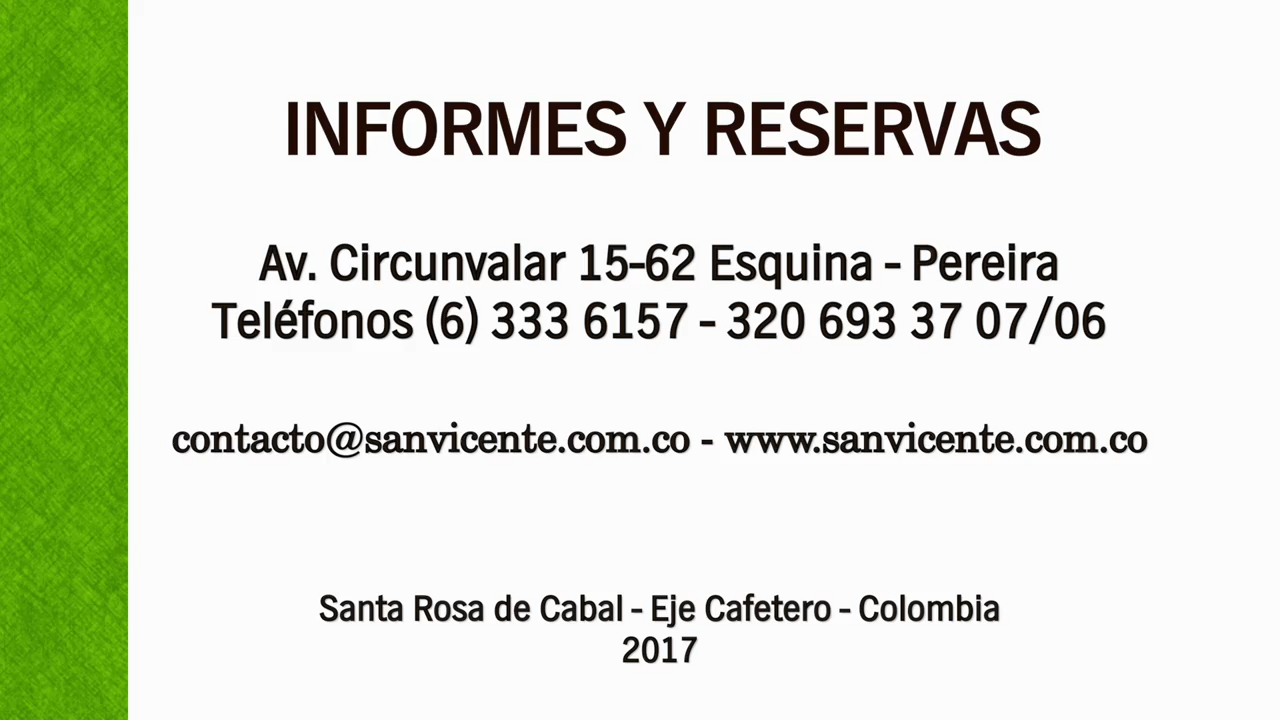 INFORMES Y RESERVAS
Av. Circunvalar 15-62 Esquina - Pereira
Teléfonos (6) 333 6157 - 320 693 37 07/06
contacto@sanvicente.com.co - www.sanvicente.com.co
Santa Rosa de Cabal - Eje Cafetero - Colombia
2017